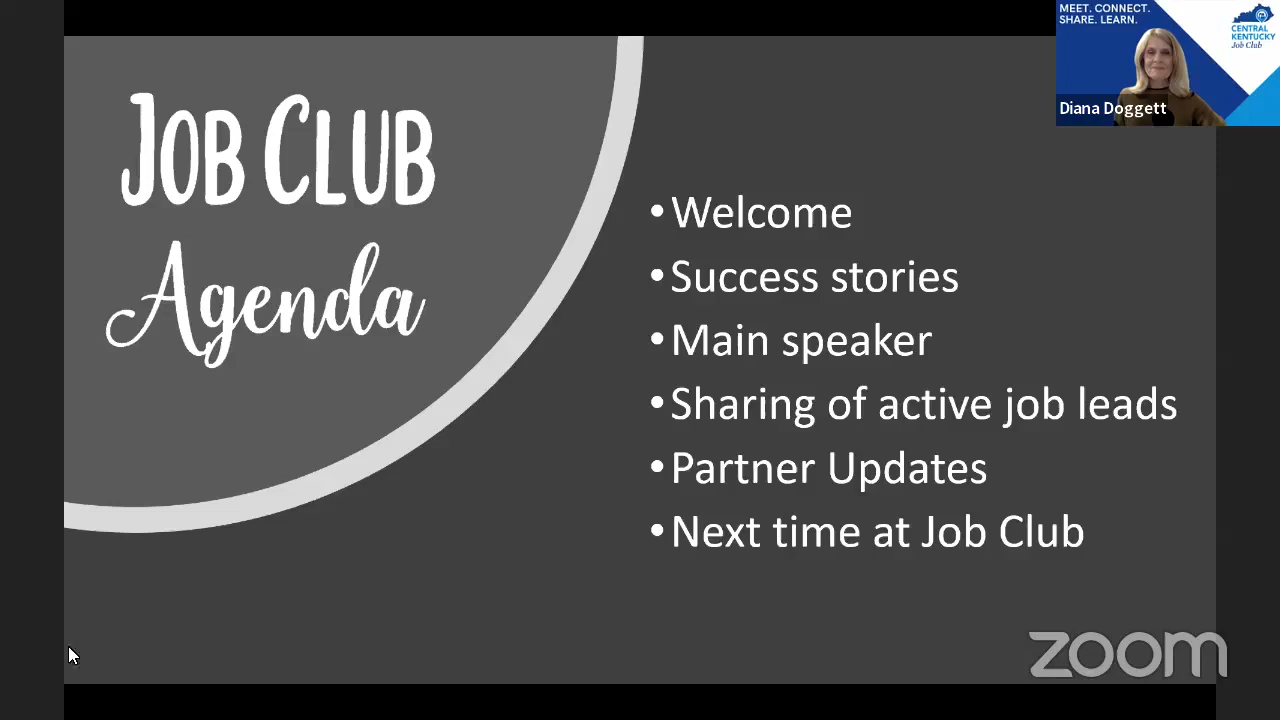 MEET. CONNECT.
SHARE. LEARN.
CENTRAL
KENTUCKY
Job Club
Diana Doggett
JOB CLUB
Agenda
•Welcome
•Success stories
•Main speaker
•Sharing of active job leads
•Partner Updates
•Next time at Job Club
zoom